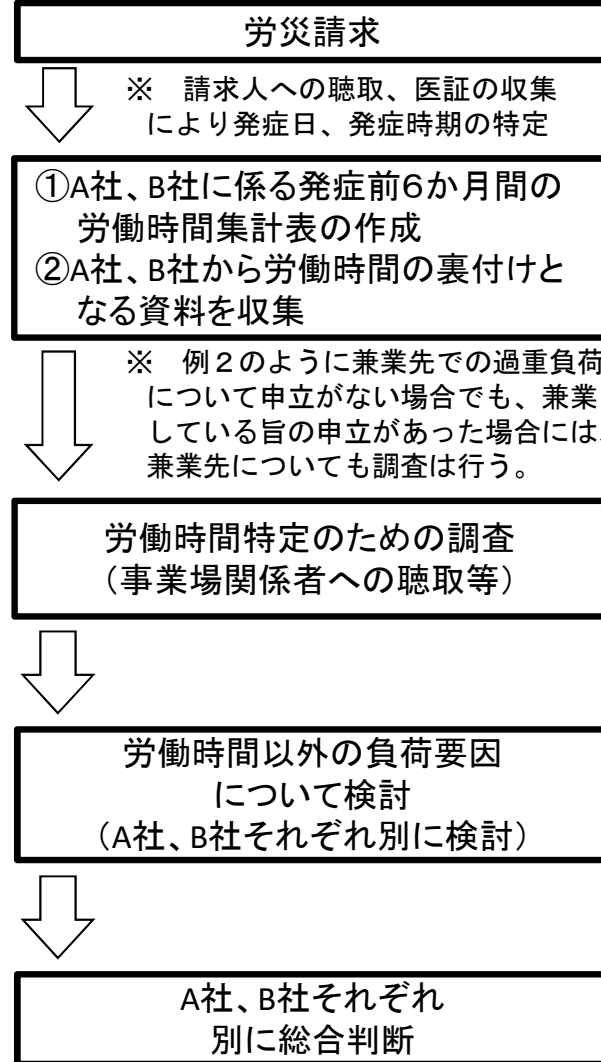 労災請求
※　請求人への聴取、医証の収集
により発症日、発症時期の特定
①A社、B社に係る発症前６か月間の
労働時間集計表の作成
②A社、B社から労働時間の裏付けと
なる資料を収集
※　例２のように兼業先での過重負荷
について申立がない場合でも、兼業
している旨の申立があった場合には、
兼業先についても調査は行う。
労働時間特定のための調査
（事業場関係者への聴取等）
労働時間以外の負荷要因
について検討
（A社、B社それぞれ別に検討）
A社、B社それぞれ
別に総合判断